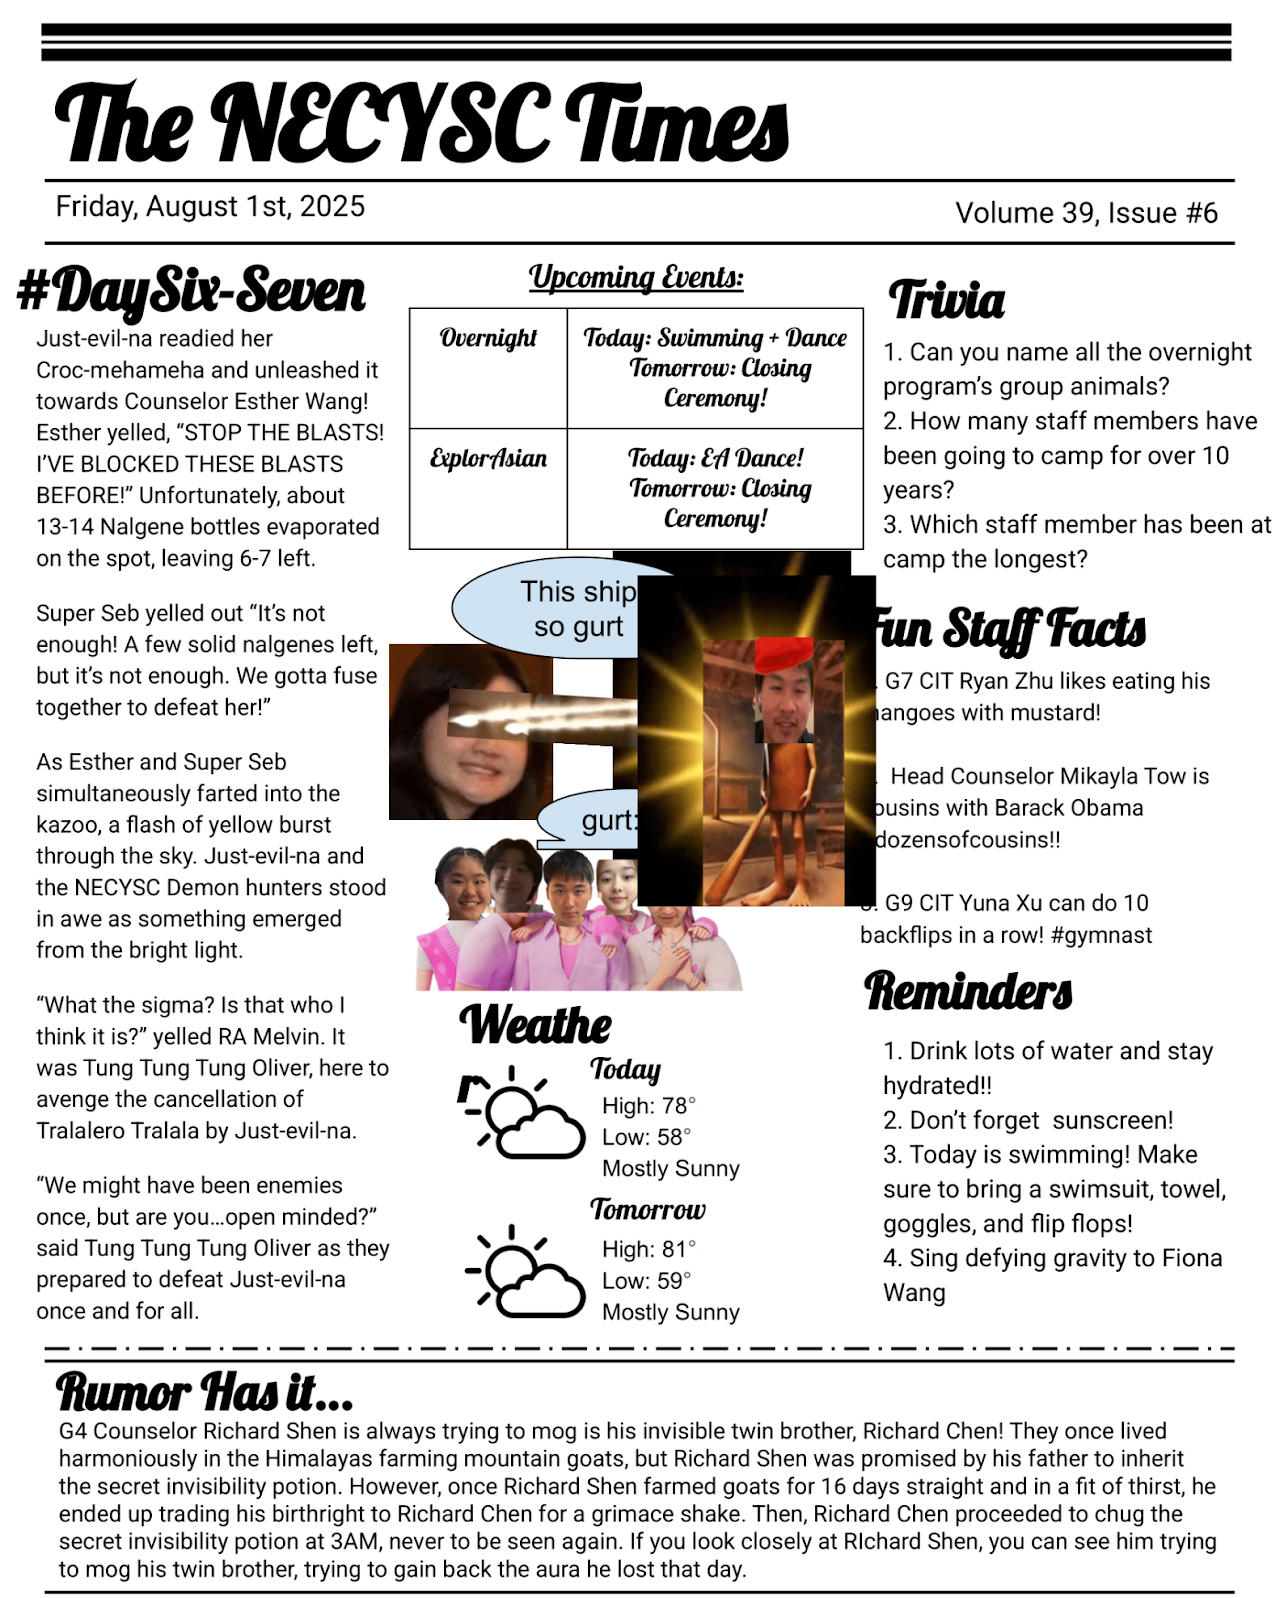 The NECYSC Times
Friday, August 1st, 2025
Volume 39, Issue #6
#DaySix-Seven
Just-evil-na readied her
Croc-mehameha and unleashed it
towards Counselor Esther Wang!
Esther yelled, “STOP THE BLASTS!
I’VE BLOCKED THESE BLASTS
BEFORE!” Unfortunately, about
13-14 Nalgene bottles evaporated
on the spot, leaving 6-7 left.
Super Seb yelled out “It’s not
enough! A few solid nalgenes left,
but it’s not enough. We gotta fuse
together to defeat her!”
As Esther and Super Seb
simultaneously farted into the
kazoo, a flash of yellow burst
through the sky. Just-evil-na and
the NECYSC Demon hunters stood
in awe as something emerged
from the bright light.
“What the sigma? Is that who I
think it is?” yelled RA Melvin. It
was Tung Tung Tung Oliver, here to
avenge the cancellation of
Tralalero Tralala by Just-evil-na.
“We might have been enemies
once, but are you…open minded?”
said Tung Tung Tung Oliver as they
prepared to defeat Just-evil-na
once and for all.
Upcoming Events:
Overnight
Today: Swimming + Dance
Tomorrow: Closing
Ceremony!
ExplorAsian
Today: EA Dance!
Tomorrow: Closing
Ceremony!
This ship
so gurt
gurt:
Weathe
r
Today
High: 78°
Low: 58°
Mostly Sunny
Tomorrow
High: 81°
Low: 59°
Mostly Sunny
Trivia
1. Can you name all the overnight
program’s group animals?
2. How many staff members have
been going to camp for over 10
years?
3. Which staff member has been at
camp the longest?
Fun Staff Facts
. G7 CIT Ryan Zhu likes eating his
angoes with mustard!
. Head Counselor Mikayla Tow is
ousins with Barack Obama
dozensofcousins!!
3. G9 CIT Yuna Xu can do 10
backflips in a row! #gymnast
Reminders
1. Drink lots of water and stay
hydrated!!
2. Don’t forget  sunscreen!
3. Today is swimming! Make
sure to bring a swimsuit, towel,
goggles, and flip flops!
4. Sing defying gravity to Fiona
Wang
Rumor Has it...
G4 Counselor Richard Shen is always trying to mog is his invisible twin brother, Richard Chen! They once lived
harmoniously in the Himalayas farming mountain goats, but Richard Shen was promised by his father to inherit
the secret invisibility potion. However, once Richard Shen farmed goats for 16 days straight and in a fit of thirst, he
ended up trading his birthright to Richard Chen for a grimace shake. Then, Richard Chen proceeded to chug the
secret invisibility potion at 3AM, never to be seen again. If you look closely at RIchard Shen, you can see him trying
to mog his twin brother, trying to gain back the aura he lost that day.